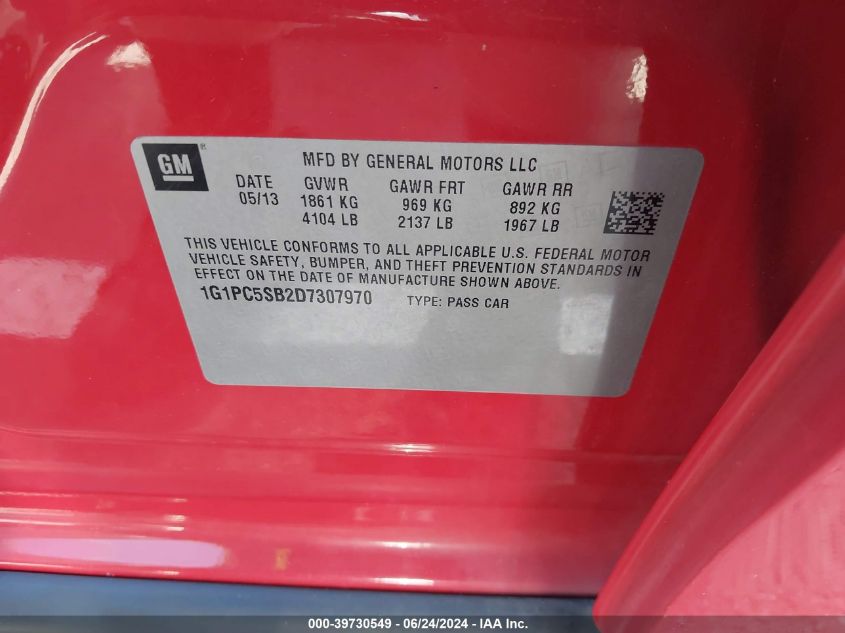 GM ®
MFD BY GENERAL MOTORS LLC
DATE GVWR GAWR FRT GAWR RR
05/13 1861 KG 969 KG 892 KG
4104 LB 2137 LB 1967 LB
THIS VEHICLE CONFORMS TO ALL APPLICABLE U.S. FEDERAL MOTOR
VEHICLE SAFETY, BUMPER, AND THEFT PREVENTION STANDARDS IN
EFFECT ON THE DATE OF MANUFACTURE SHOWN ABOVE.
1G1PC5SB2D7307970 TYPE: PASS CAR
000-39730549 - 06/24/2024 - IAA Inc.